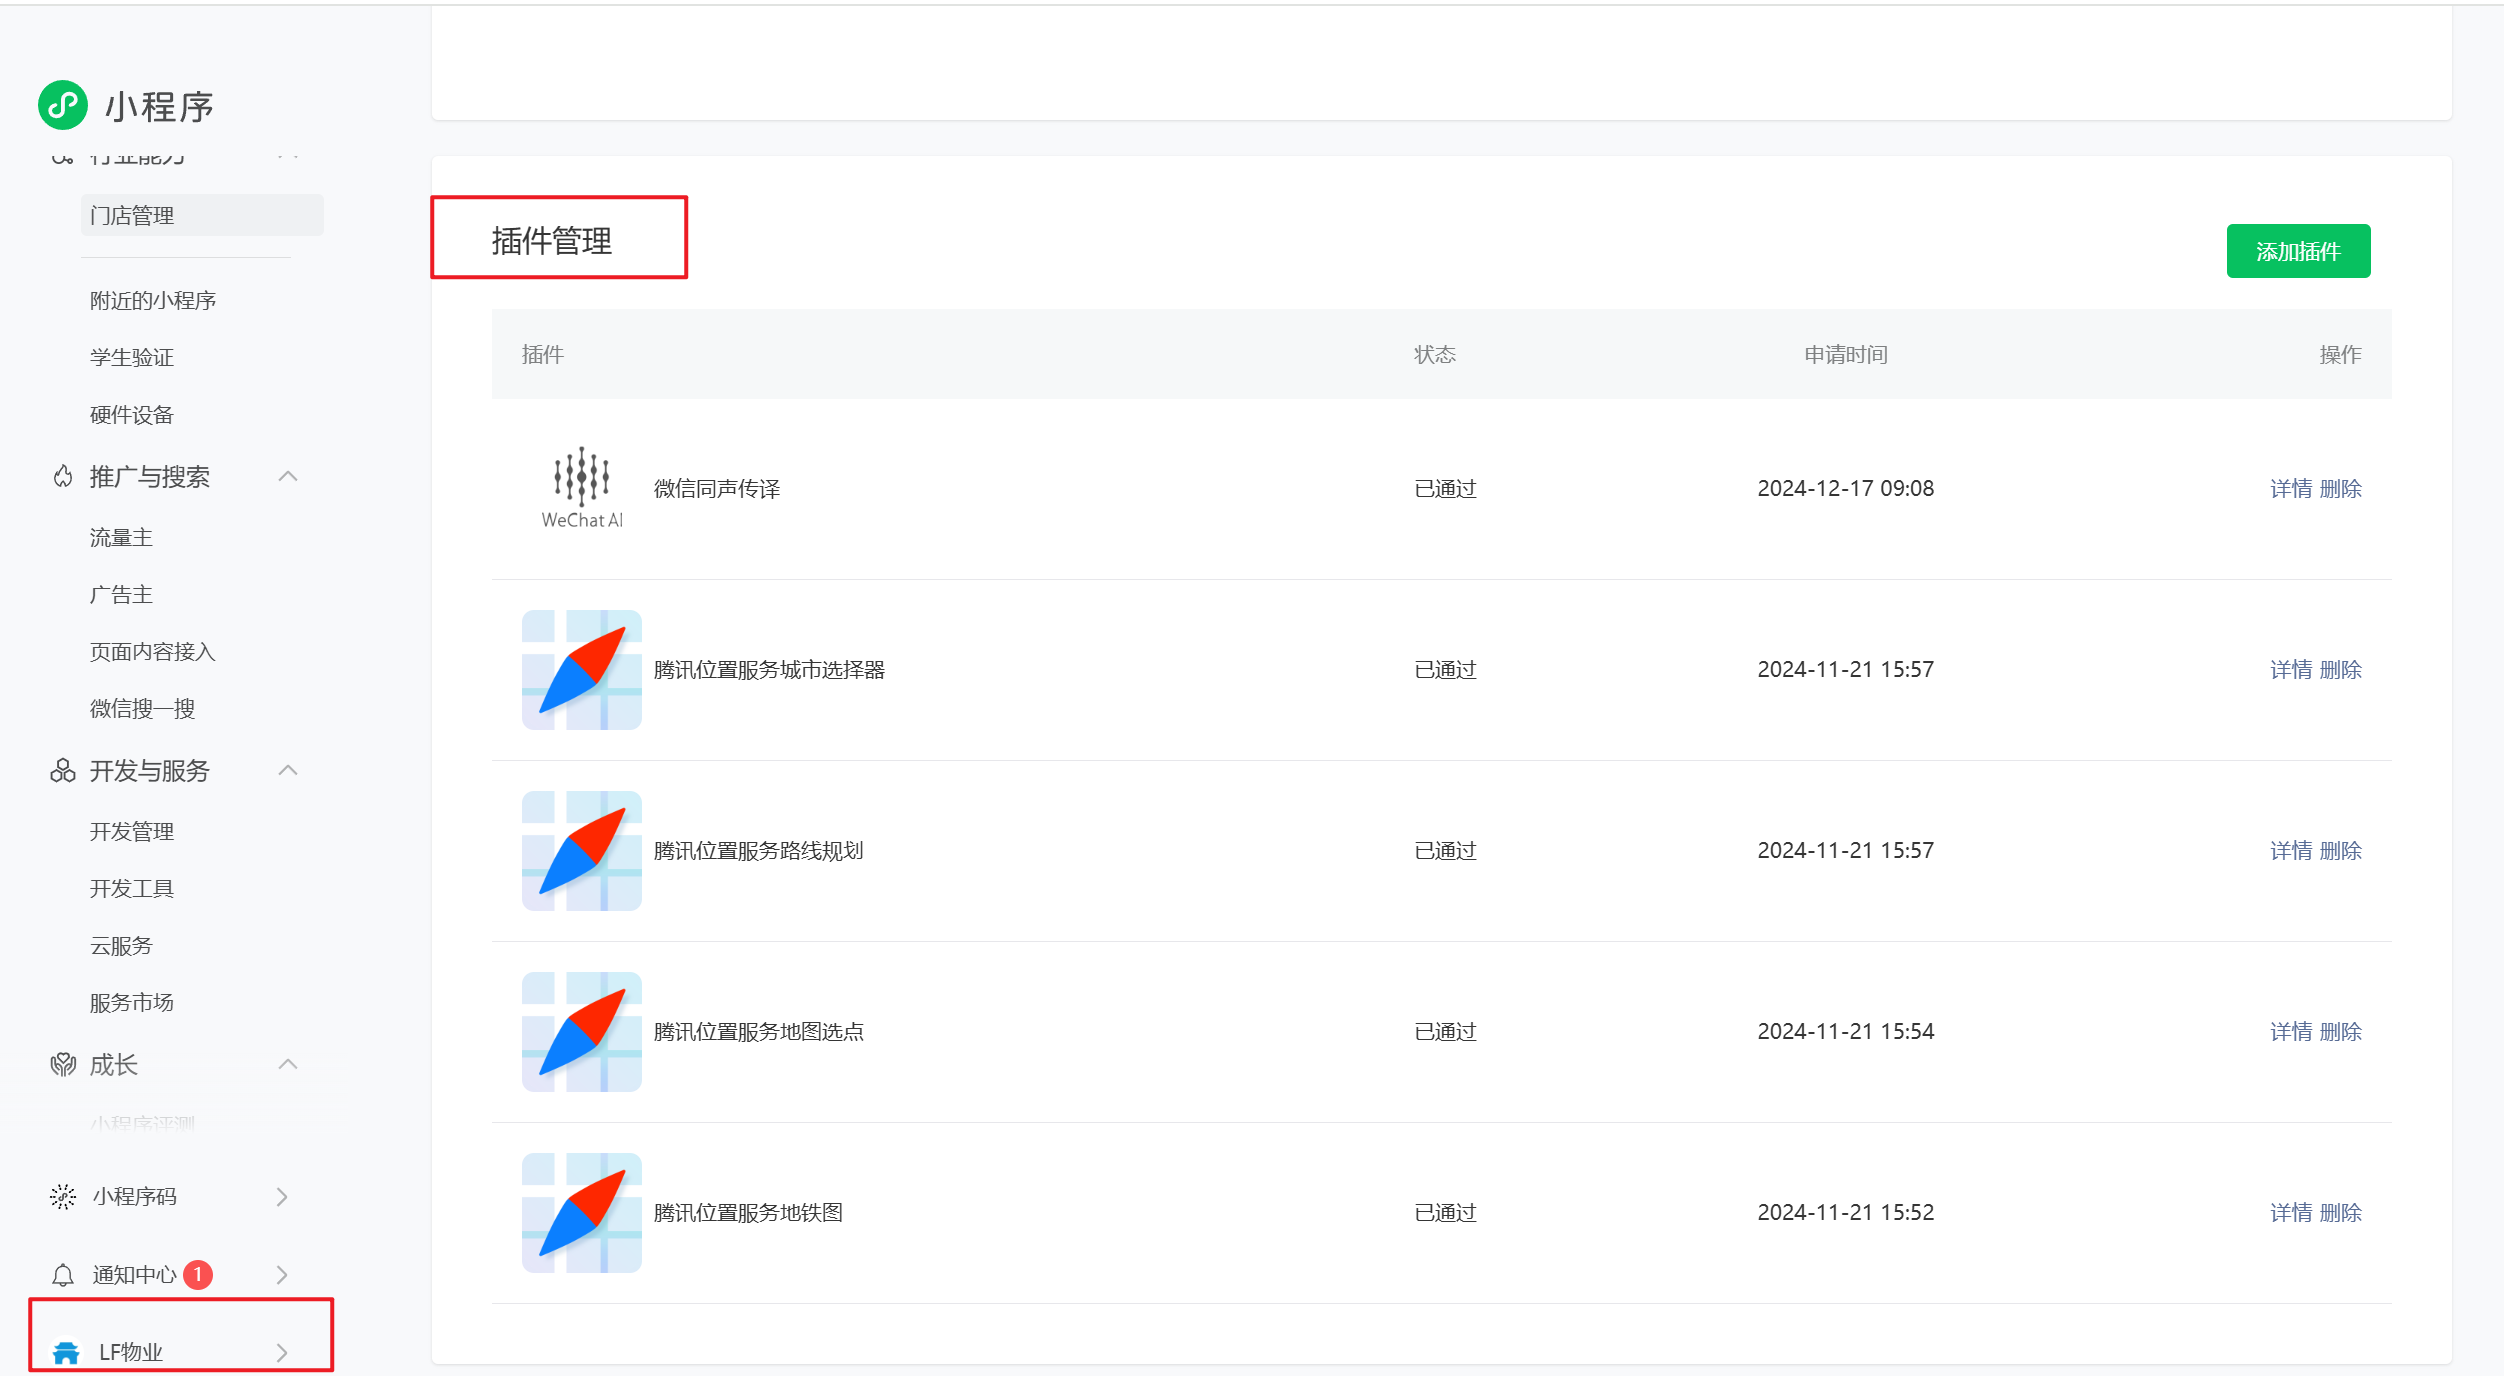 小程序
行业能力
门店管理
附近的小程序
学生验证
硬件设备
推广与搜索
流量主
广告主
页面内容接入
微信搜一搜
开发与服务
开发管理
开发工具
云服务
服务市场
成长
小程序评测
小程序码
通知中心 1
LF物业
插件管理
添加插件
插件 状态 申请时间 操作
WeChat AI
微信同声传译 已通过 2024-12-17 09:08 详情 删除
腾讯位置服务城市选择器 已通过 2024-11-21 15:57 详情 删除
腾讯位置服务路线规划 已通过 2024-11-21 15:57 详情 删除
腾讯位置服务地图选点 已通过 2024-11-21 15:54 详情 删除
腾讯位置服务地铁图 已通过 2024-11-21 15:52 详情 删除